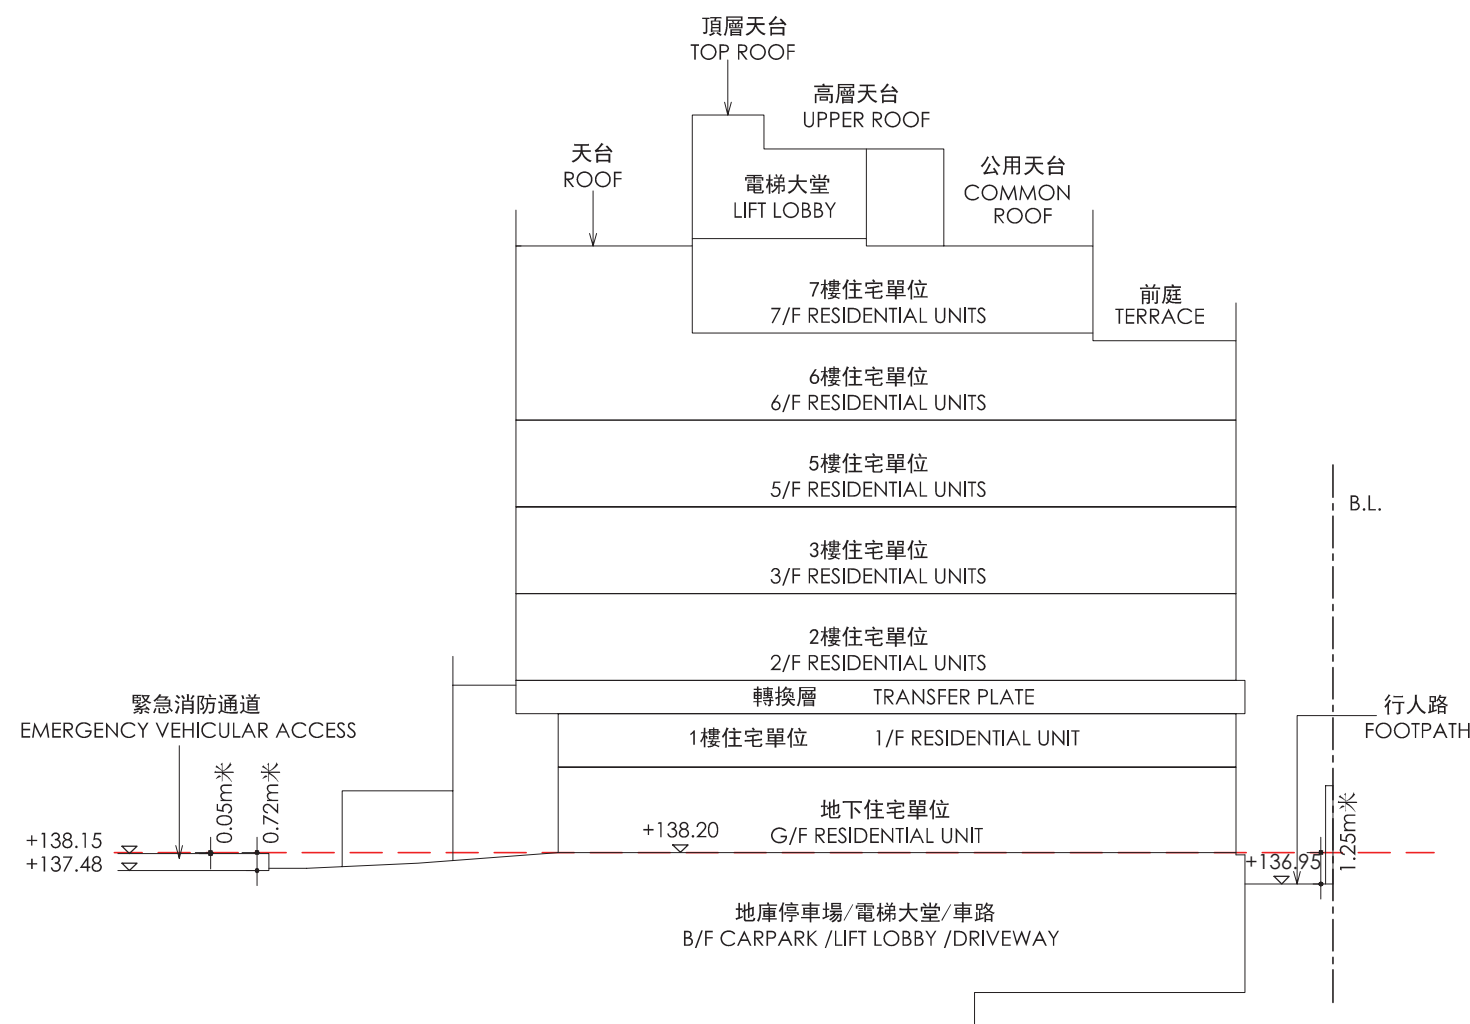 頂層天台
TOP ROOF
高層天台
UPPER ROOF
天台
ROOF
公用天台
COMMON
ROOF
電梯大堂
LIFT LOBBY
7樓住宅單位
7/F RESIDENTIAL UNITS
前庭
TERRACE
6樓住宅單位
6/F RESIDENTIAL UNITS
5樓住宅單位
5/F RESIDENTIAL UNITS
B.L.
3樓住宅單位
3/F RESIDENTIAL UNITS
2樓住宅單位
2/F RESIDENTIAL UNITS
轉換層 TRANSFER PLATE
緊急消防通道
EMERGENCY VEHICULAR ACCESS
行人路
FOOTPATH
1樓住宅單位 1/F RESIDENTIAL UNIT
0.05m米
0.72m米
地下住宅單位
G/F RESIDENTIAL UNIT
+138.20
+138.15
+137.48
+136.95
1.25m米
地庫停車場/電梯大堂/車路
B/F CARPARK /LIFT LOBBY /DRIVEWAY